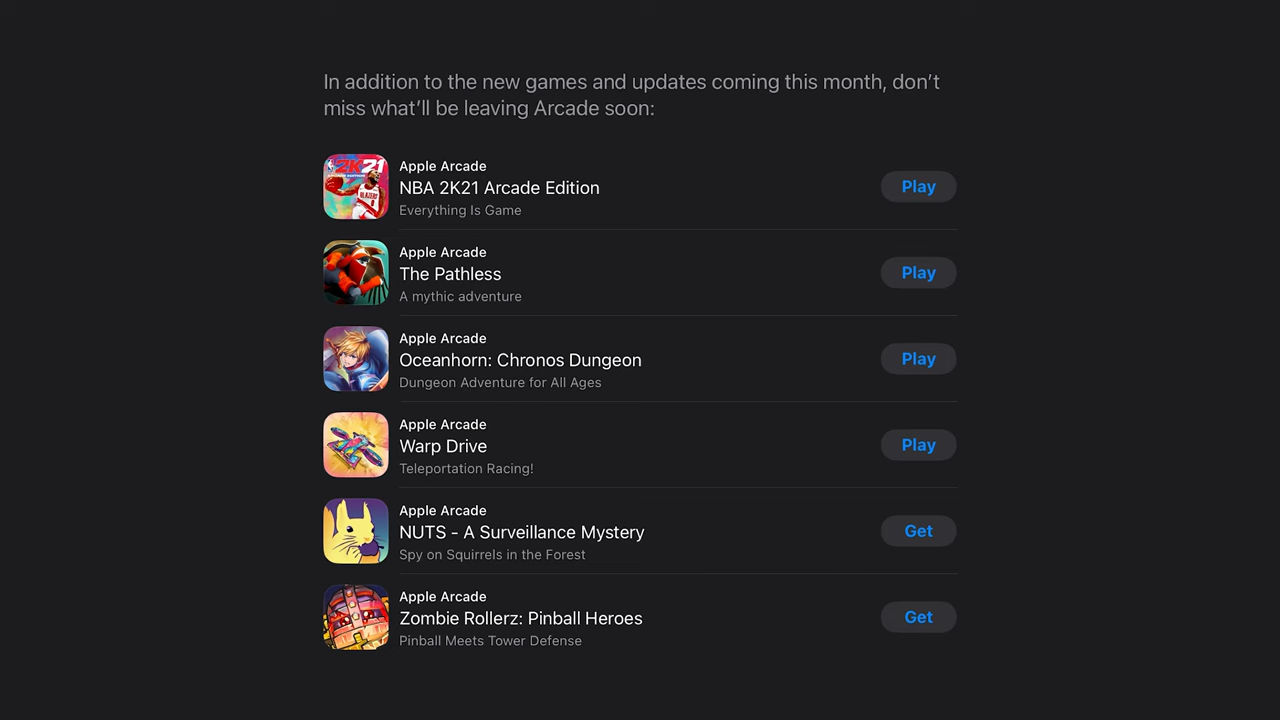 In addition to the new games and updates coming this month, don’t
miss what’ll be leaving Arcade soon:
2K21
Apple Arcade
NBA 2K21 Arcade Edition
Everything Is Game
Play
Apple Arcade
The Pathless
A mythic adventure
Play
Apple Arcade
Oceanhorn: Chronos Dungeon
Dungeon Adventure for All Ages
Play
Apple Arcade
Warp Drive
Teleportation Racing!
Play
Apple Arcade
NUTS - A Surveillance Mystery
Spy on Squirrels in the Forest
Get
Apple Arcade
Zombie Rollerz: Pinball Heroes
Pinball Meets Tower Defense
Get